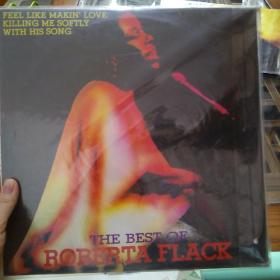 FEEL LIKE MAKIN' LOVE
KILLING ME SOFTLY
WITH HIS SONG
THE BEST OF
ROBERTA FLACK